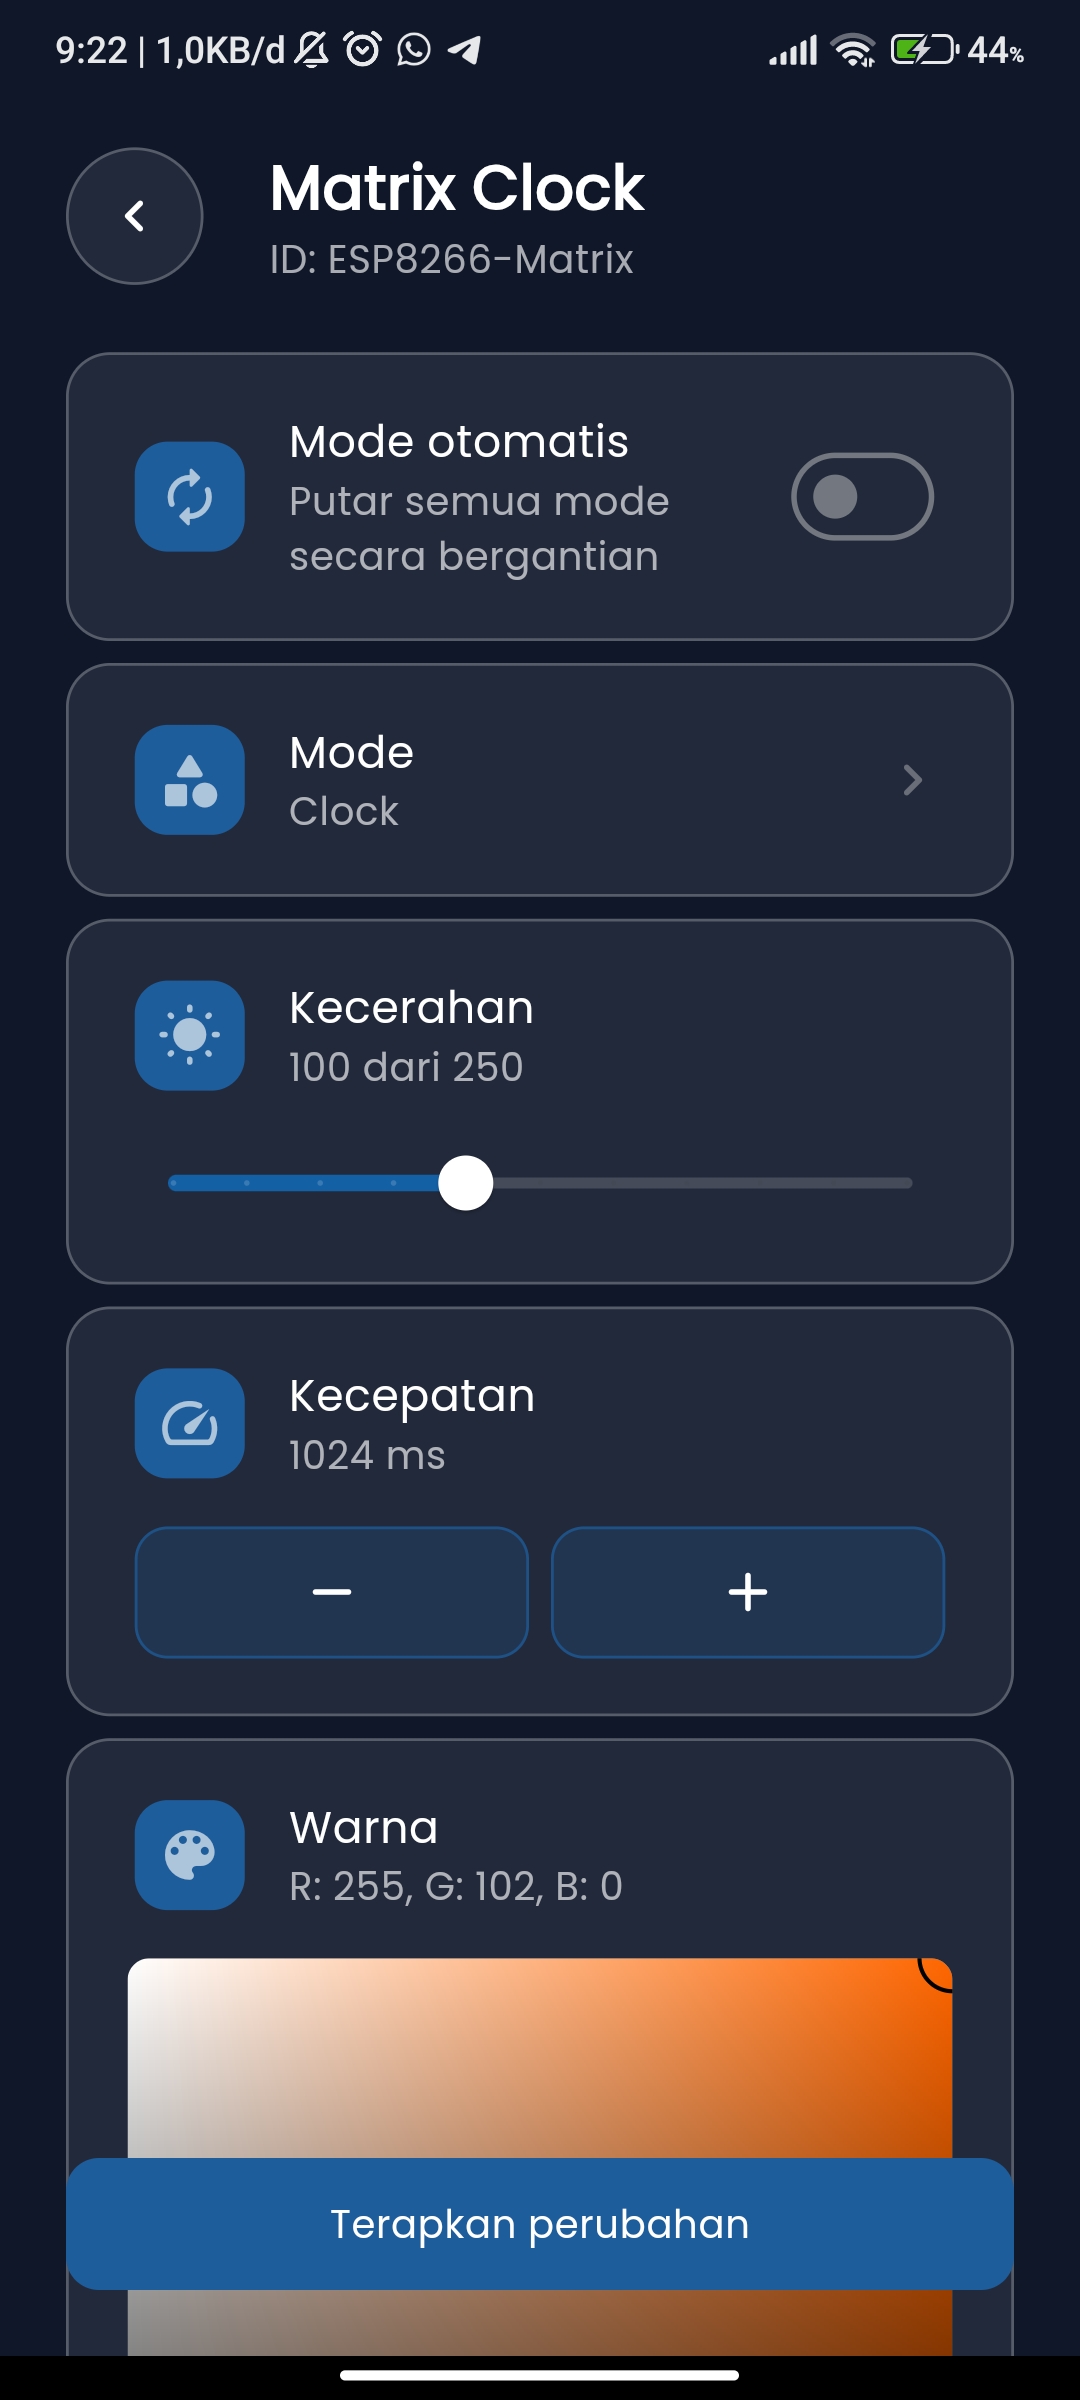 9:22 | 1,0KB/d
44%
Matrix Clock
ID: ESP8266-Matrix
Mode otomatis
Putar semua mode
secara bergantian
Mode
Clock
Kecerahan
100 dari 250
Kecepatan
1024 ms
Warna
R: 255, G: 102, B: 0
Terapkan perubahan